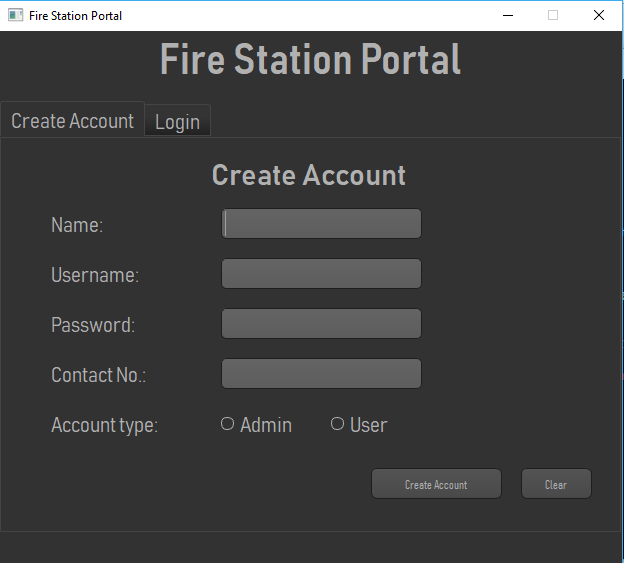 Fire Station Portal
Fire Station Portal
Create Account Login
Create Account
Name:
Username:
Password:
Contact No.:
Account type: Admin User
Create Account Clear